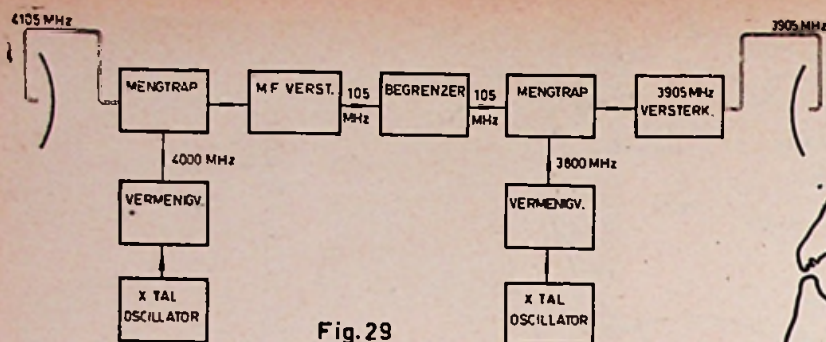 4105 MHz
3905 MHz
MENGTRAP
M F VERST.
105
MHz
BEGRENZER
105
MHz
MENGTRAP
3905 MHz
VERSTERK.
4000 MHz
3800 MHz
VERMENIGV.
VERMENIGV.
X TAL
OSCILLATOR
X TAL
OSCILLATOR
Fig. 29